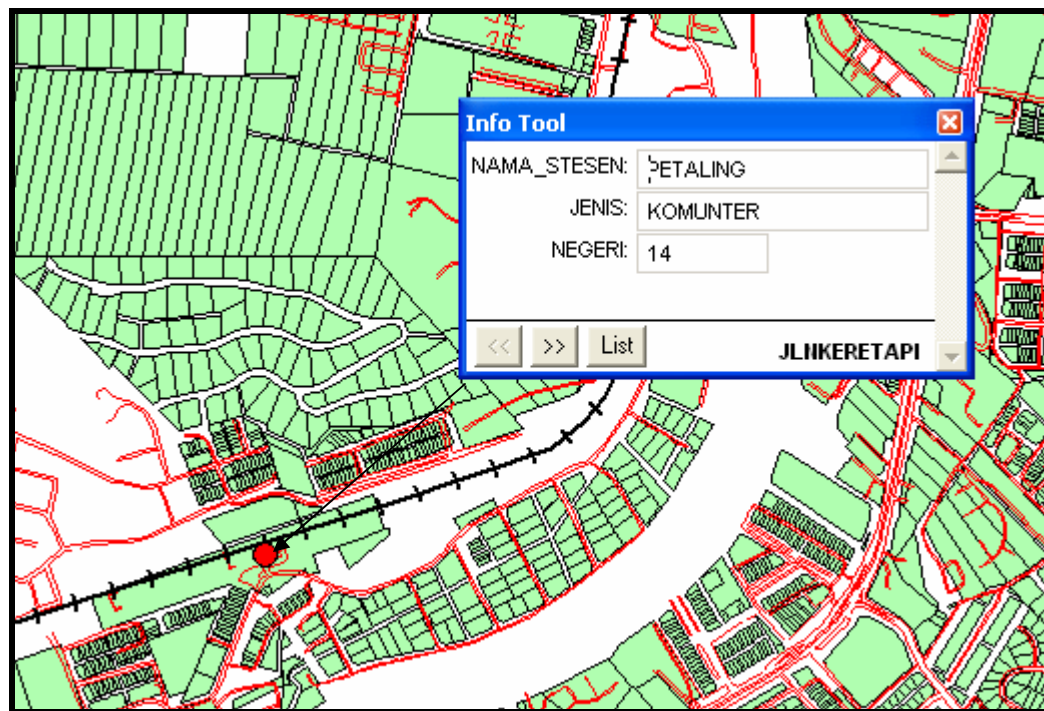 Info Tool
NAMA_STESEN: PETALING
JENIS: KOMUNTER
NEGERI: 14
<< >> List JLNKERETAPI